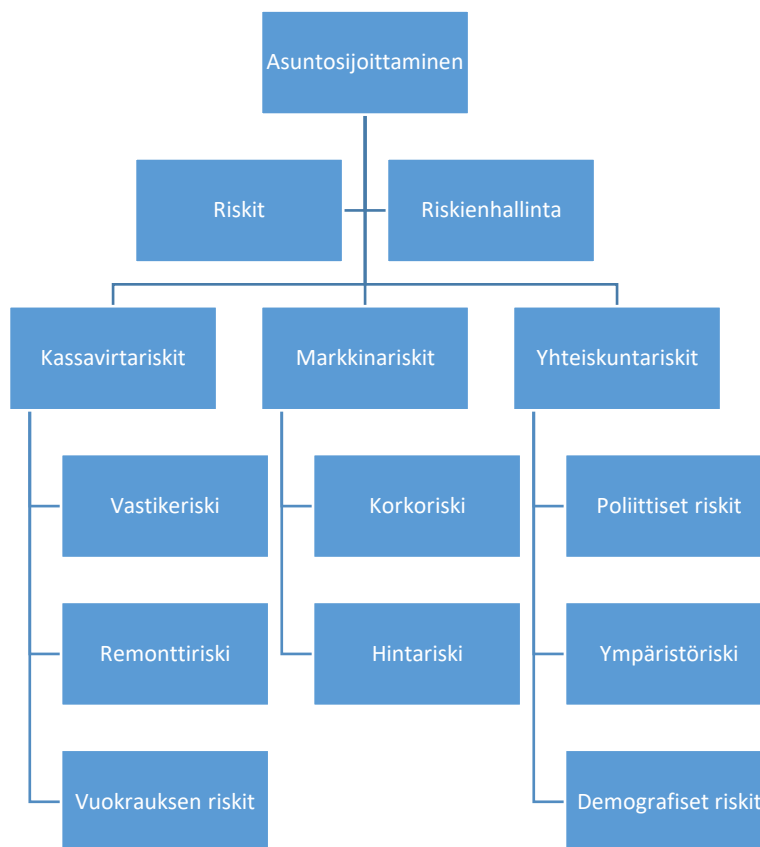 Asuntosijoittaminen
Riskit
Riskienhallinta
Kassavirtariskit
Markkinariskit
Yhteiskuntariskit
Vastikeriski
Korkoriski
Poliittiset riskit
Remonttiriski
Hintariski
Ympäristöriski
Vuokrauksen riskit
Demografiset riskit